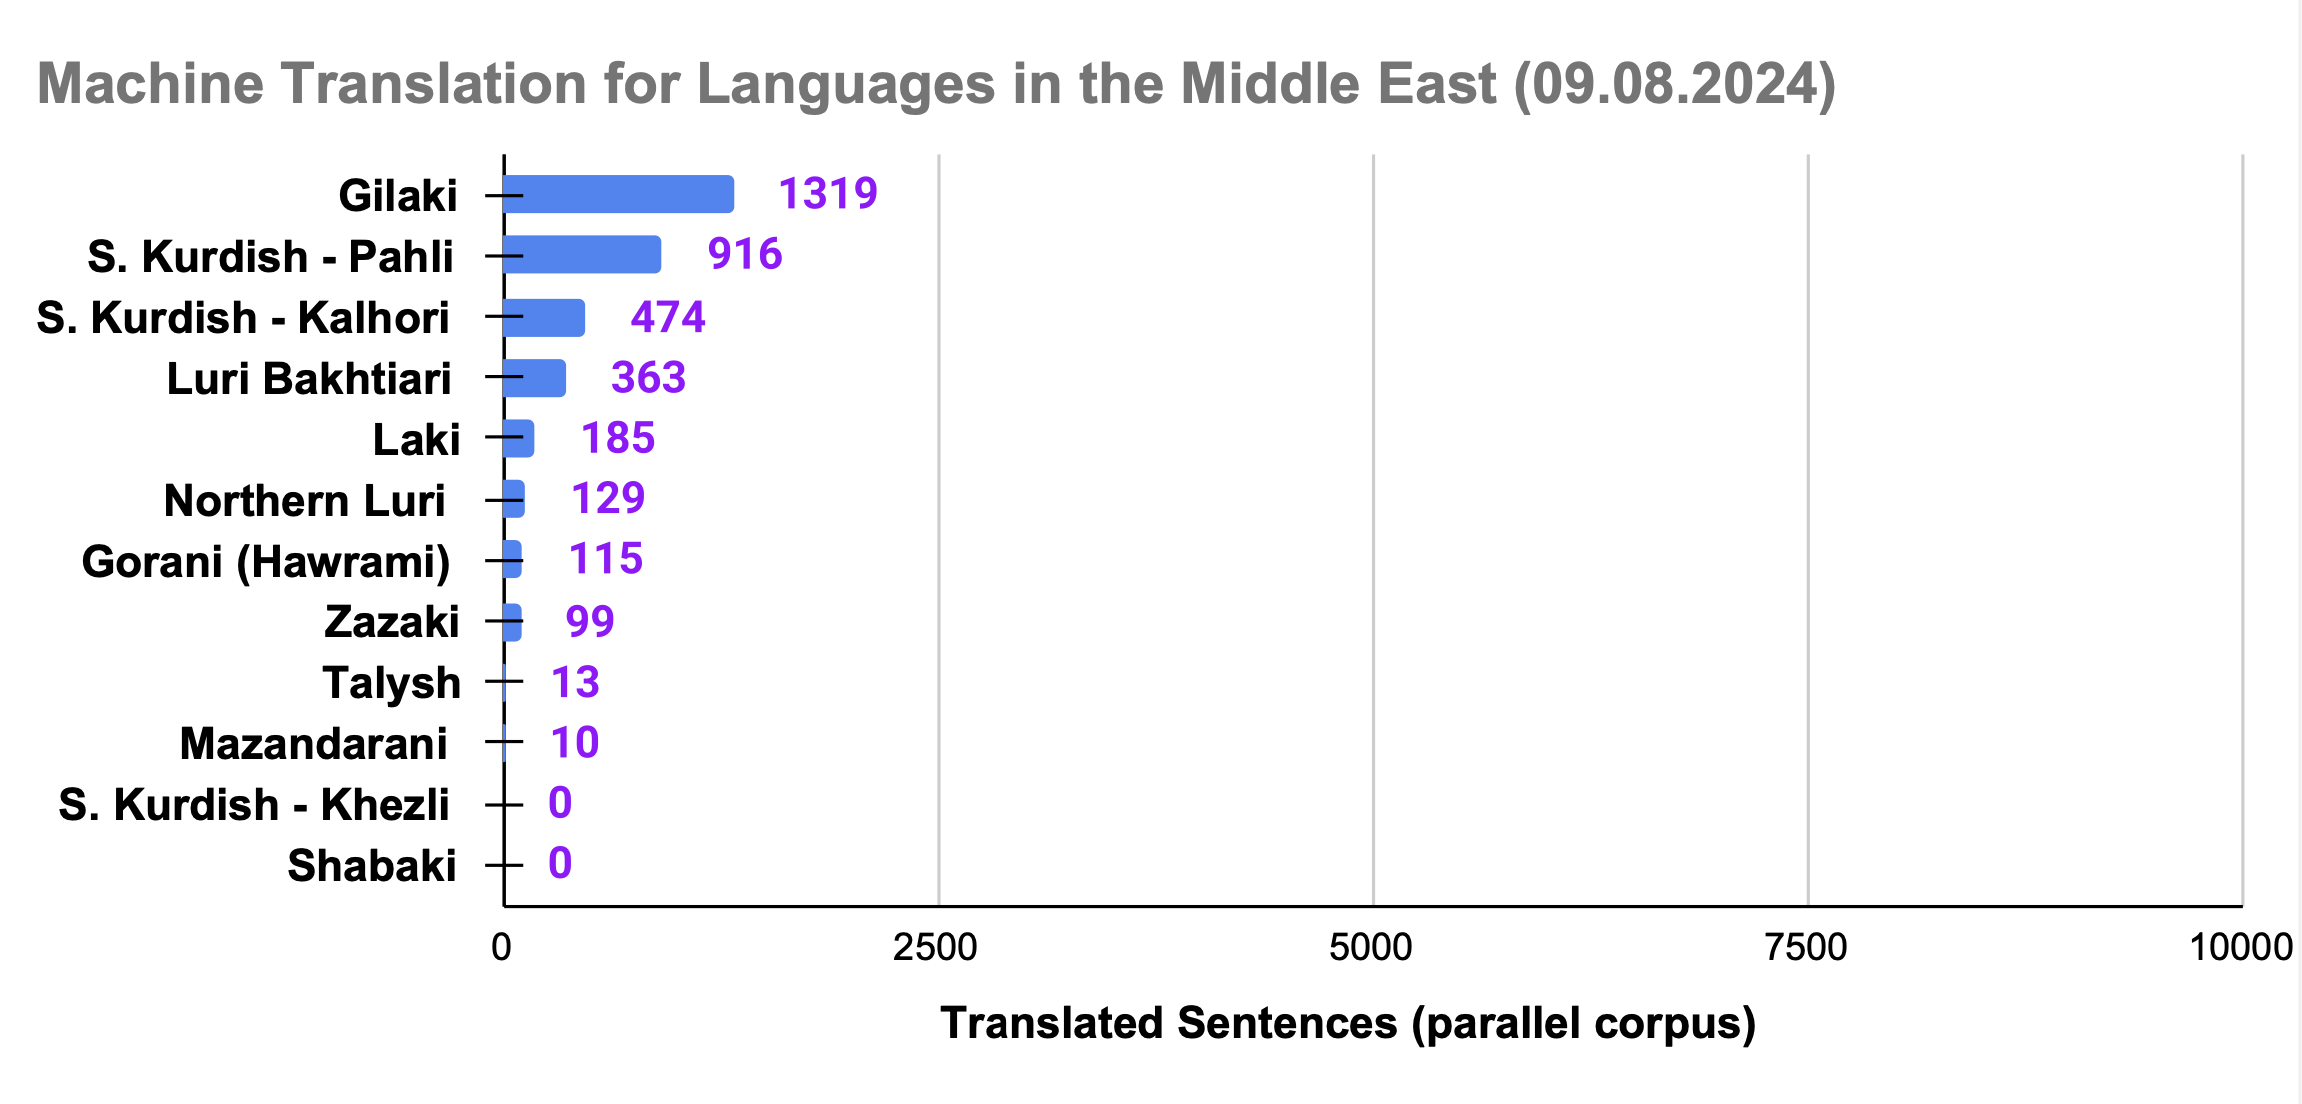 Machine Translation for Languages in the Middle East (09.08.2024)
Gilaki 1319
S. Kurdish - Pahli 916
S. Kurdish - Kalhori 474
Luri Bakhtiari 363
Laki 185
Northern Luri 129
Gorani (Hawrami) 115
Zazaki 99
Talysh 13
Mazandarani 10
S. Kurdish - Khezli 0
Shabaki 0
0 2500 5000 7500 10000
Translated Sentences (parallel corpus)